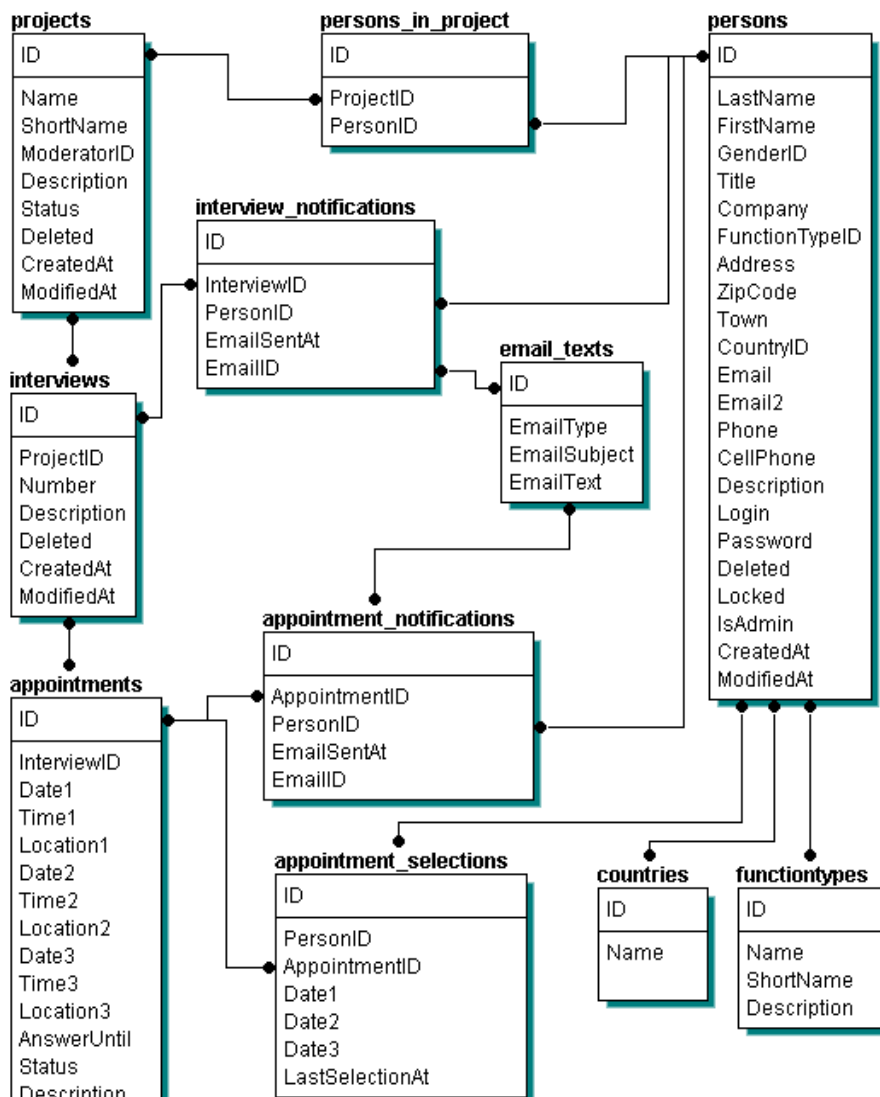 projects
ID
Name
ShortName
ModeratorID
Description
Status
Deleted
CreatedAt
ModifiedAt
persons_in_project
ID
ProjectID
PersonID
persons
ID
LastName
FirstName
GenderID
Title
Company
FunctionTypeID
Address
ZipCode
Town
CountryID
Email
Email2
Phone
CellPhone
Description
Login
Password
Deleted
Locked
IsAdmin
CreatedAt
ModifiedAt
interview_notifications
ID
InterviewID
PersonID
EmailSentAt
EmailID
email_texts
ID
EmailType
EmailSubject
EmailText
interviews
ID
ProjectID
Number
Description
Deleted
CreatedAt
ModifiedAt
appointment_notifications
ID
AppointmentID
PersonID
EmailSentAt
EmailID
appointments
ID
InterviewID
Date1
Time1
Location1
Date2
Time2
Location2
Date3
Time3
Location3
AnswerUntil
Status
Description
appointment_selections
ID
PersonID
AppointmentID
Date1
Date2
Date3
LastSelectionAt
countries
ID
Name
functiontypes
ID
Name
ShortName
Description